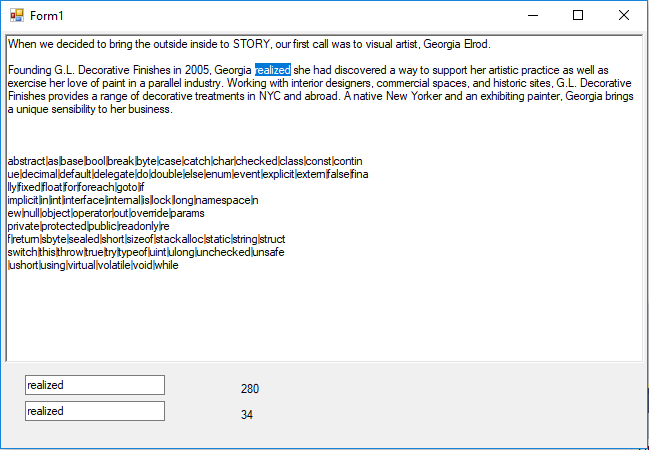 Form1
When we decided to bring the outside inside to STORY, our first call was to visual artist, Georgia Elrod.
Founding G.L. Decorative Finishes in 2005, Georgia realized she had discovered a way to support her artistic practice as well as
exercise her love of paint in a parallel industry. Working with interior designers, commercial spaces, and historic sites, G.L. Decorative
Finishes provides a range of decorative treatments in NYC and abroad. A native New Yorker and an exhibiting painter, Georgia brings
a unique sensibility to her business.
abstract|as|base|bool|break|byte|case|catch|char|checked|class|const|contin
ue|decimal|default|delegate|do|double|else|enum|event|explicit|extern|false|fina
lly|fixed|float|for|foreach|goto|if
implicit|in|int|interface|internal|is|lock|long|namespace|n
ew|null|object|operator|out|override|params
private|protected|public|readonly|re
f|return|sbyte|sealed|short|sizeof|stackalloc|static|string|struct
switch|this|throw|true|try|typeof|uint|ulong|unchecked|unsafe
|ushort|using|virtual|volatile|void|while
realized
280
realized
34